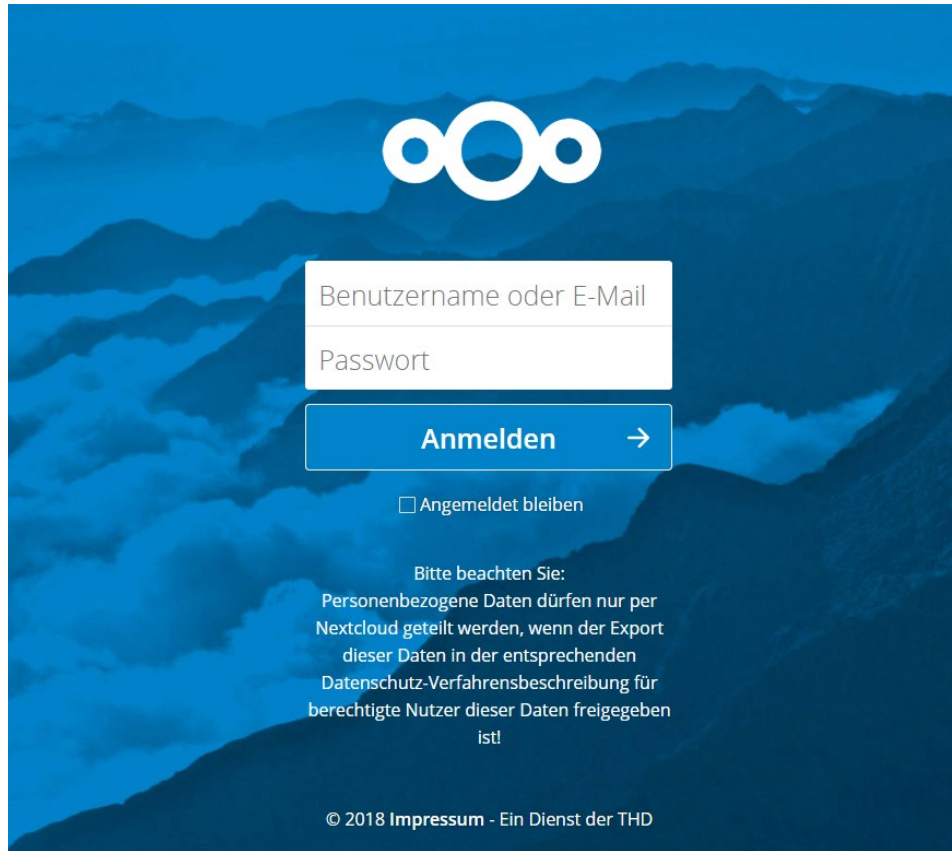 Benutzername oder E-Mail
Passwort
Anmelden
Angemeldet bleiben
Bitte beachten Sie:
Personenbezogene Daten dürfen nur per
Nextcloud geteilt werden, wenn der Export
dieser Daten in der entsprechenden
Datenschutz-Verfahrensbeschreibung für
berechtigte Nutzer dieser Daten freigegeben
ist!
© 2018 Impressum - Ein Dienst der THD